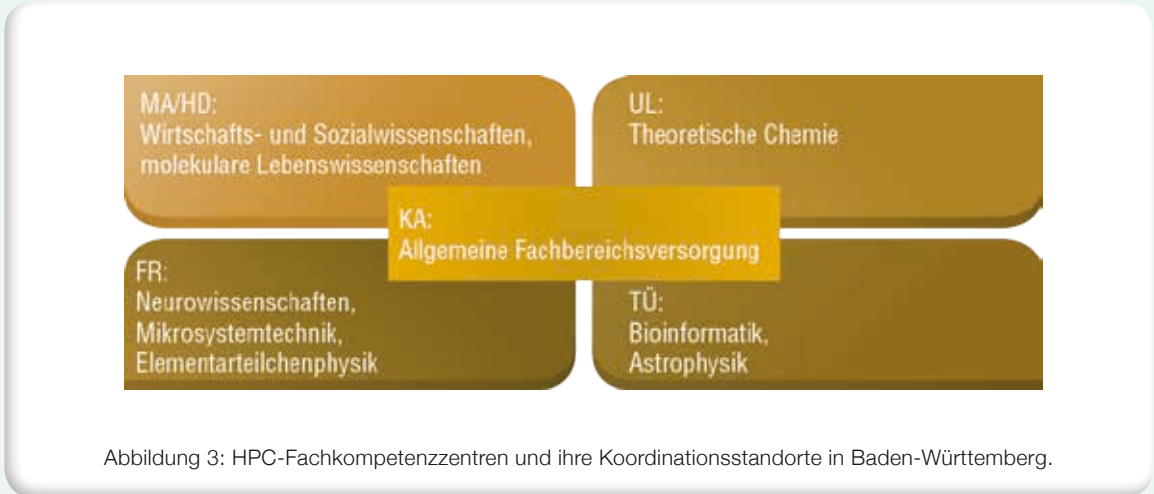 MA/HD:
Wirtschafts- und Sozialwissenschaften,
molekulare Lebenswissenschaften
UL:
Theoretische Chemie
KA:
Allgemeine Fachbereichsversorgung
FR:
Neurowissenschaften,
Mikrosystemtechnik,
Elementarteilchenphysik
TÜ:
Bioinformatik,
Astrophysik
Abbildung 3: HPC-Fachkompetenzzentren und ihre Koordinationsstandorte in Baden-Württemberg.